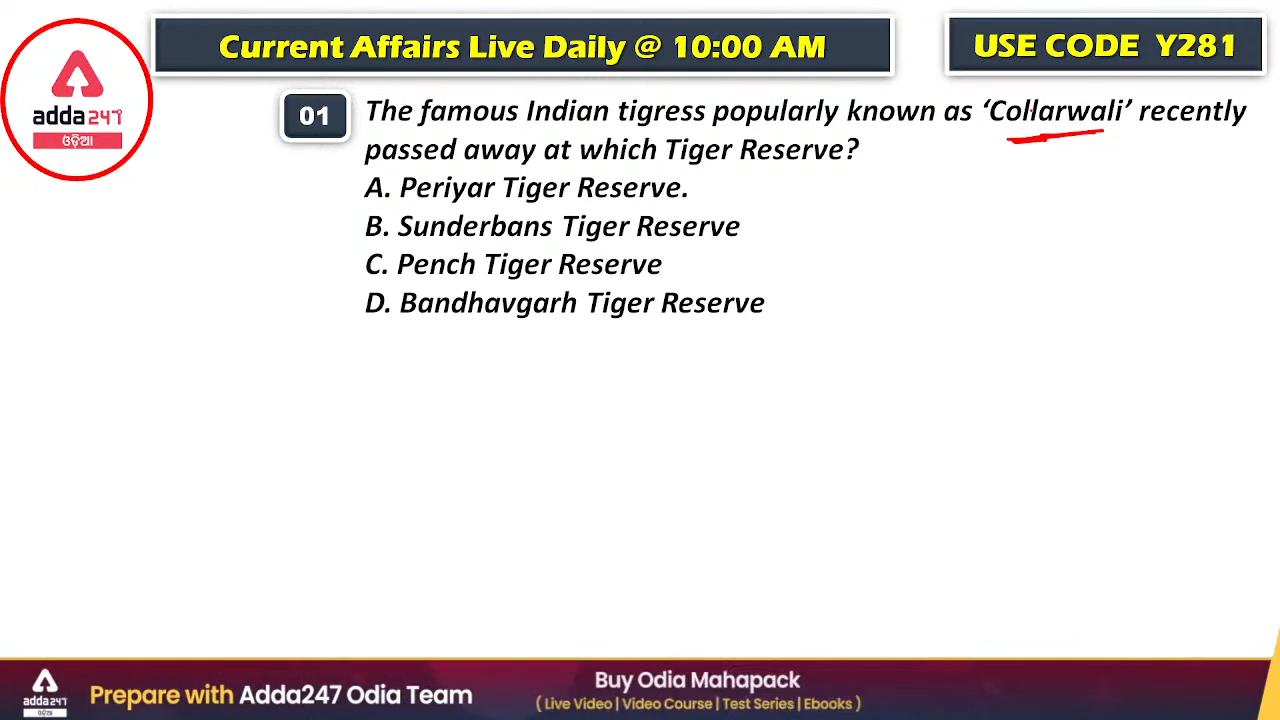 Current Affairs Live Daily @ 10:00 AM
USE CODE Y281
adda247
ଓଡ଼ିଆ
01
The famous Indian tigress popularly known as ‘Collarwali’ recently
passed away at which Tiger Reserve?
A. Periyar Tiger Reserve.
B. Sunderbans Tiger Reserve
C. Pench Tiger Reserve
D. Bandhavgarh Tiger Reserve
adda247
ଓଡ଼ିଆ
Prepare with Adda247 Odia Team
Buy Odia Mahapack
( Live Video | Video Course | Test Series | Ebooks )